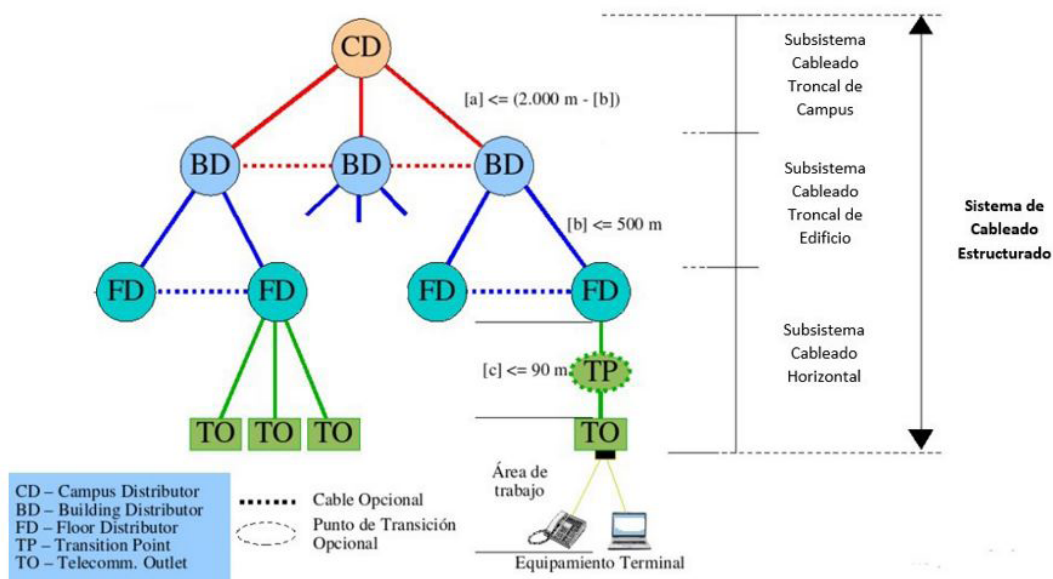 CD
[a] <= (2.000 m - [b])
Subsistema
Cableado
Troncal de
Campus
BD
BD
BD
[b] <= 500 m
Subsistema
Cableado
Troncal de
Edificio
Sistema de
Cableado
Estructurado
FD
FD
FD
FD
[c] <= 90 m
TP
Subsistema
Cableado
Horizontal
TO
TO
TO
TO
Área de
trabajo
Equipamiento Terminal
CD – Campus Distributor
BD – Building Distributor
FD – Floor Distributor
TP – Transition Point
TO – Telecomm. Outlet
Cable Opcional
Punto de Transición
Opcional